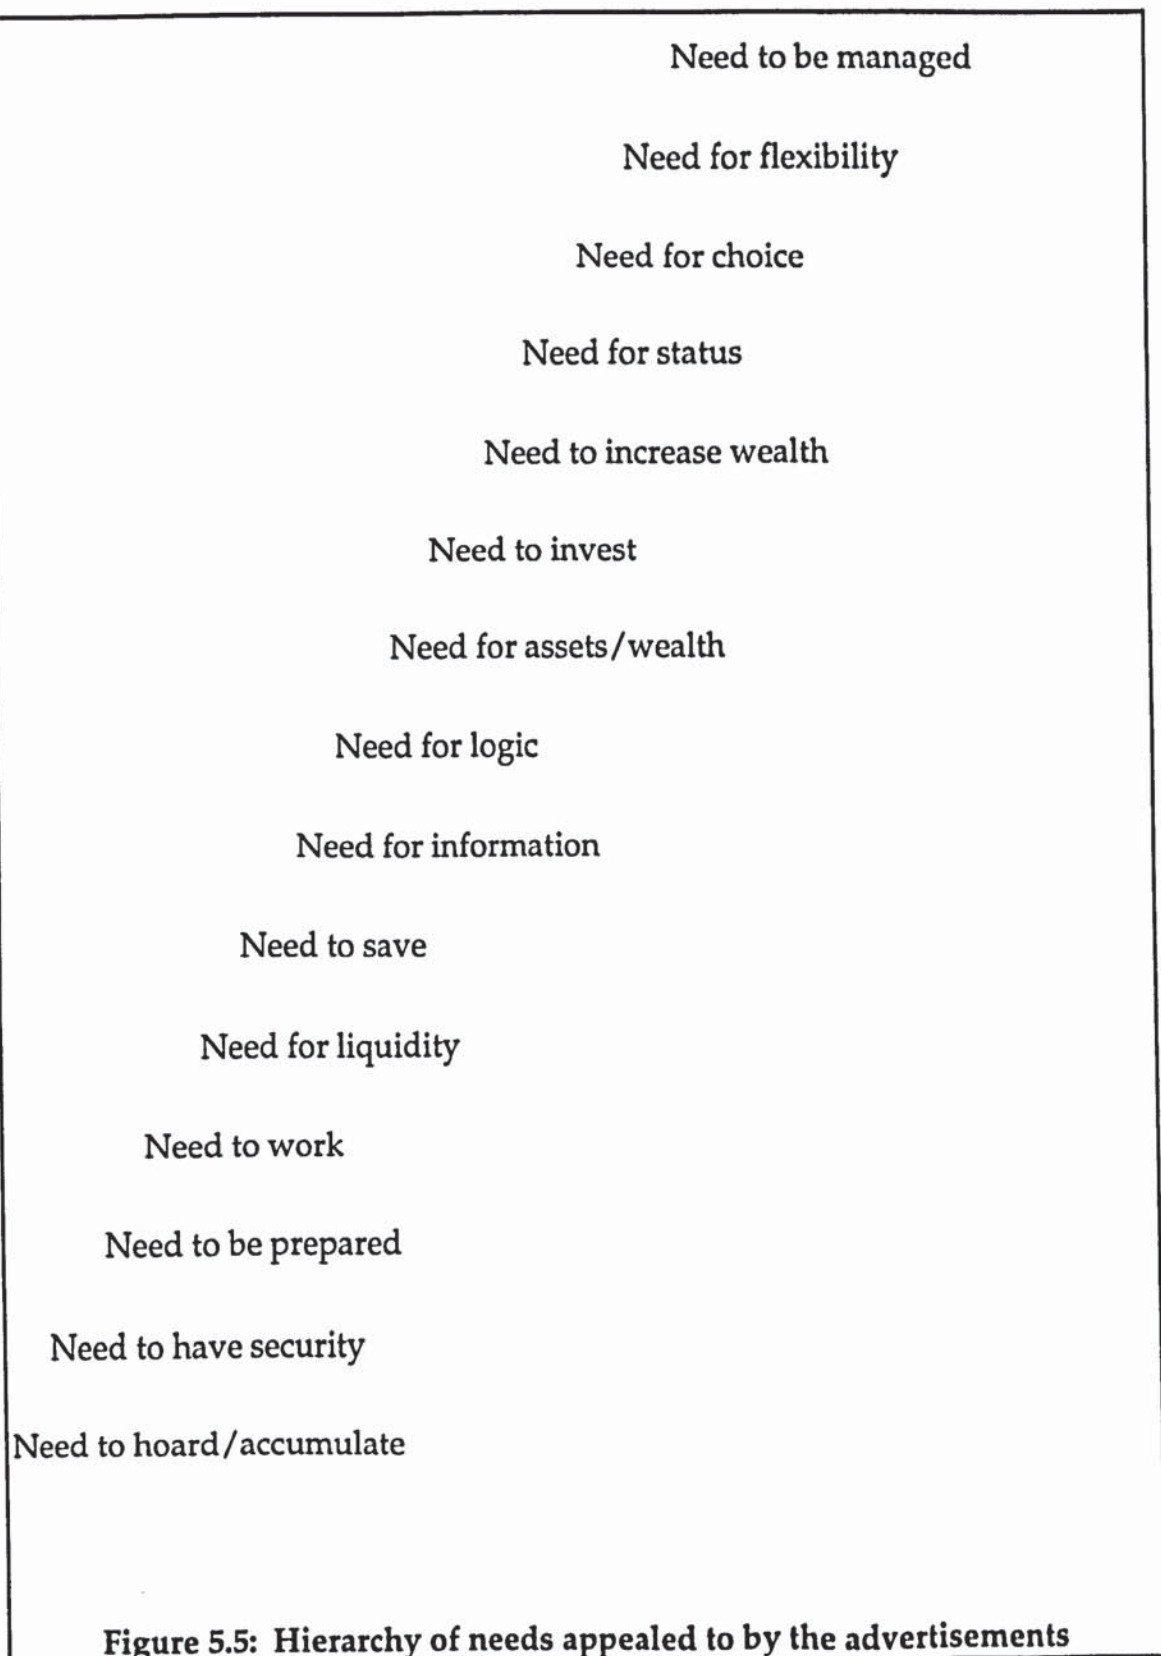 Need to be managed
Need for flexibility
Need for choice
Need for status
Need to increase wealth
Need to invest
Need for assets/wealth
Need for logic
Need for information
Need to save
Need for liquidity
Need to work
Need to be prepared
Need to have security
Need to hoard/accumulate
Figure 5.5: Hierarchy of needs appealed to by the advertisements